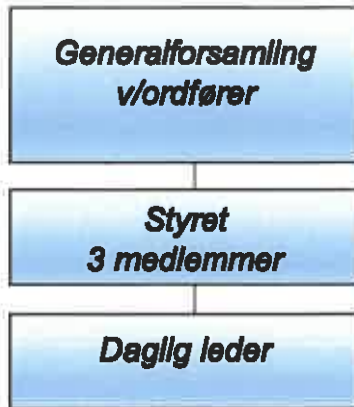 Generalforsamling
v/ordfører
Styret
3 medlemmer
Daglig leder